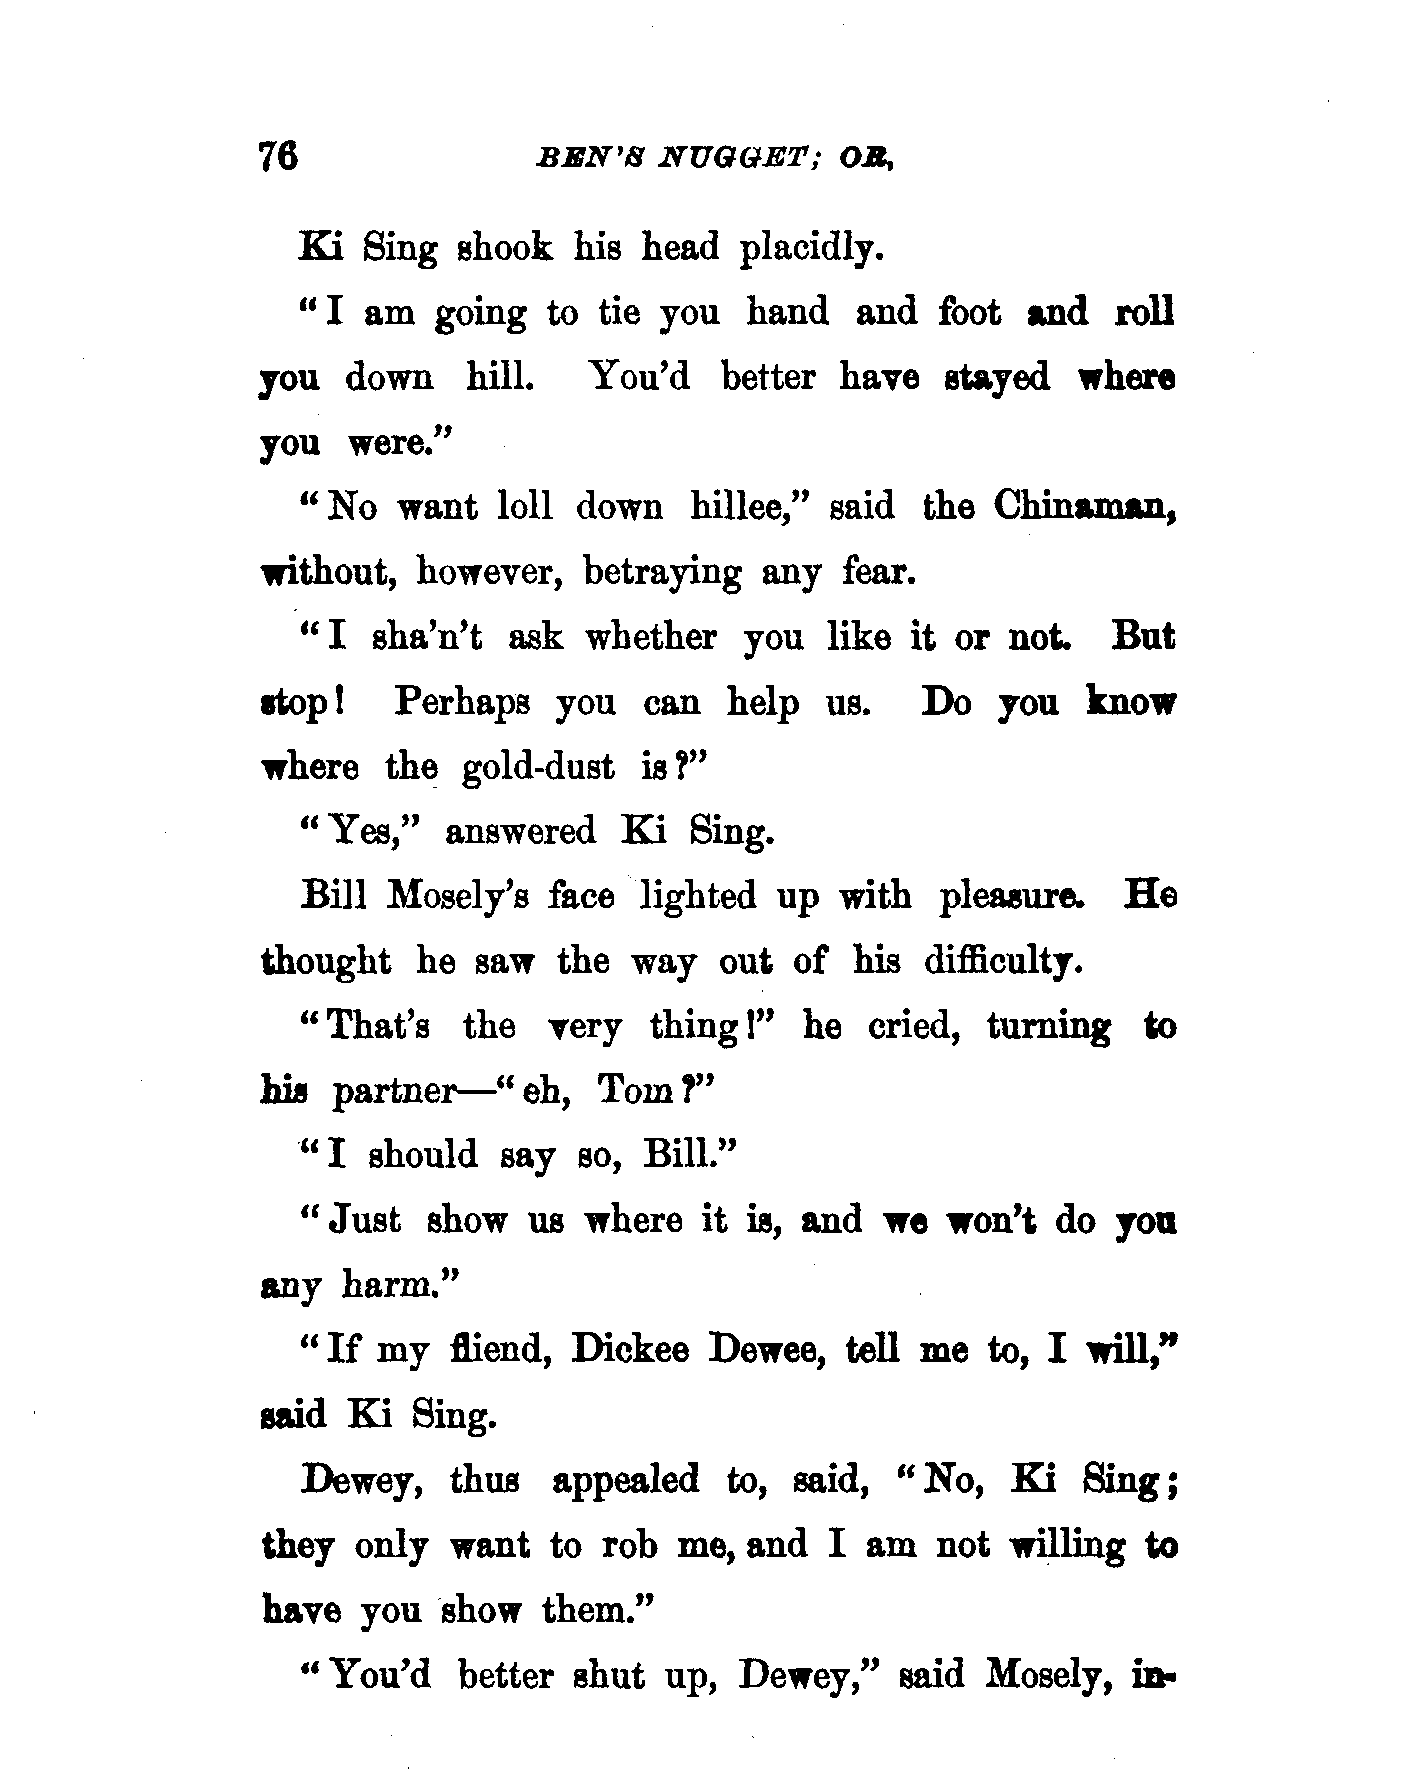 76 BEN'S NUGGET; OR,
Ki Sing shook his head placidly.
"I am going to tie you hand and foot and roll
you down hill. You'd better have stayed where
you were."
"No want loll down hillee," said the Chinaman,
without, however, betraying any fear.
"I sha'n't ask whether you like it or not. But
stop! Perhaps you can help us. Do you know
where the gold-dust is?"
"Yes," answered Ki Sing.
Bill Mosely's face lighted up with pleasure. He
thought he saw the way out of his difficulty.
"That's the very thing!" he cried, turning to
his partner—"eh, Tom?"
"I should say so, Bill."
"Just show us where it is, and we won't do you
any harm."
"If my fliend, Dickee Dewee, tell me to, I will,"
said Ki Sing.
Dewey, thus appealed to, said, "No, Ki Sing;
they only want to rob me, and I am not willing to
have you show them."
"You'd better shut up, Dewey," said Mosely, in-